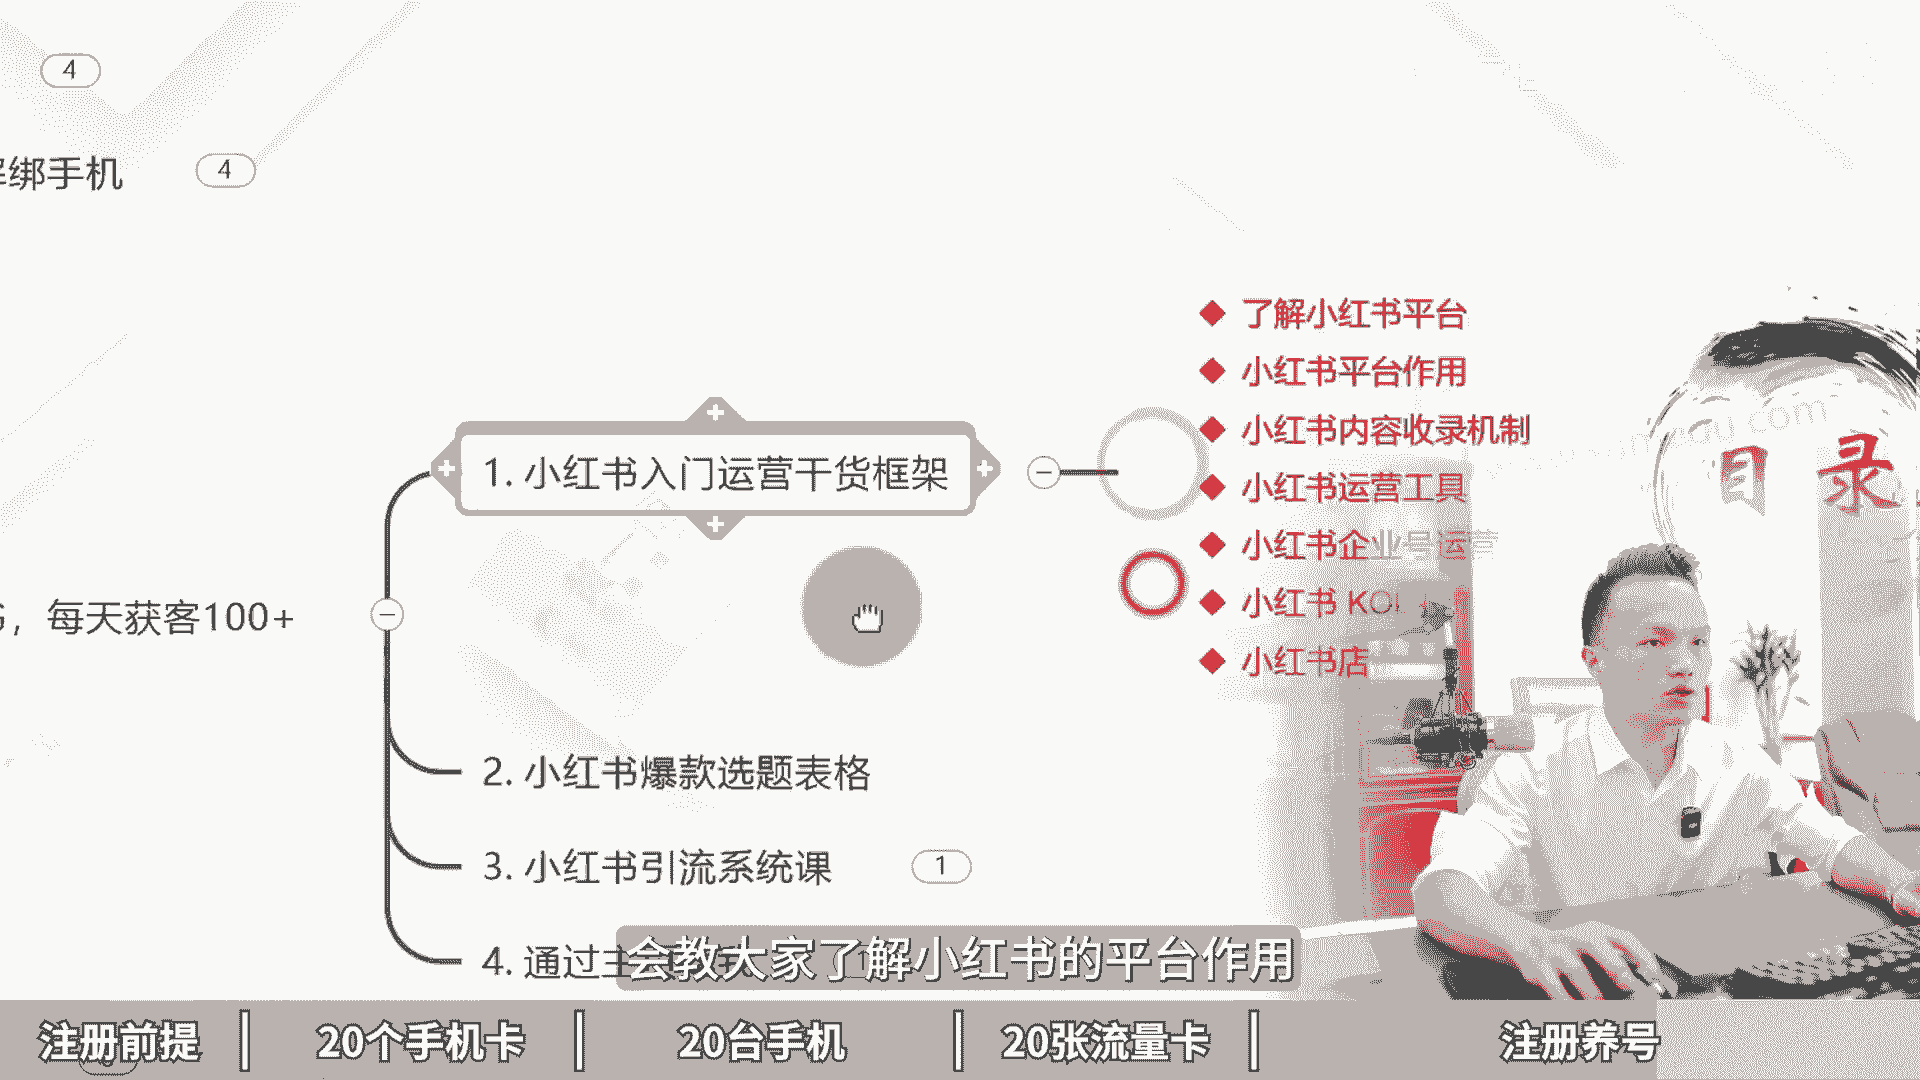 4
绑手机
4
了解小红书平台
小红书平台作用
小红书内容收录机制
小红书运营工具
小红书企业号运营
小红书
小红书店
目录
1. 小红书入门运营干货框架
，每天获客100+
2. 小红书爆款选题表格
3. 小红书引流系统课
1
4. 通过主
会教大家了解小红书的平台作用
注册前提
20个手机卡
20台手机
20张流量卡
注册养号